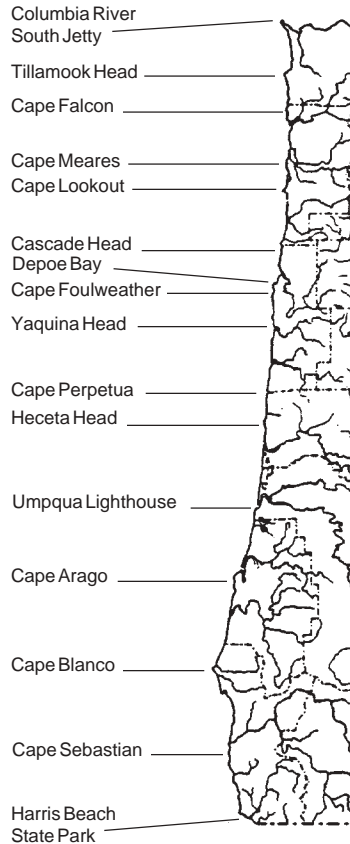 Columbia River
South Jetty
Tillamook Head
Cape Falcon
Cape Meares
Cape Lookout
Cascade Head
Depoe Bay
Cape Foulweather
Yaquina Head
Cape Perpetua
Heceta Head
Umpqua Lighthouse
Cape Arago
Cape Blanco
Cape Sebastian
Harris Beach
State Park